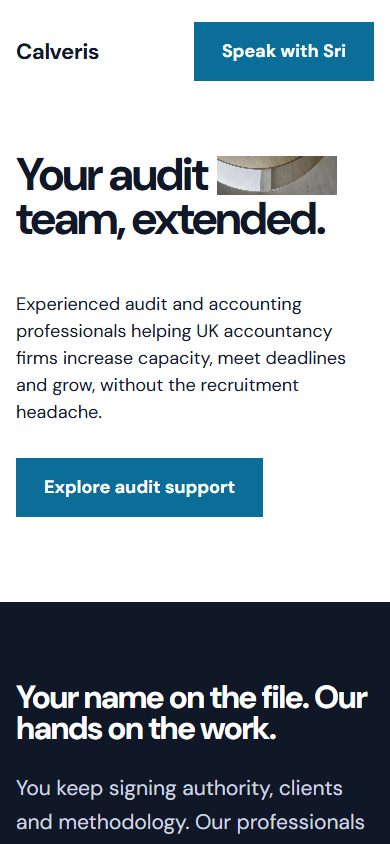 Calveris
Speak with Sri
Your audit
team, extended.
Experienced audit and accounting
professionals helping UK accountancy
firms increase capacity, meet deadlines
and grow, without the recruitment
headache.
Explore audit support
Your name on the file. Our
hands on the work.
You keep signing authority, clients
and methodology. Our professionals